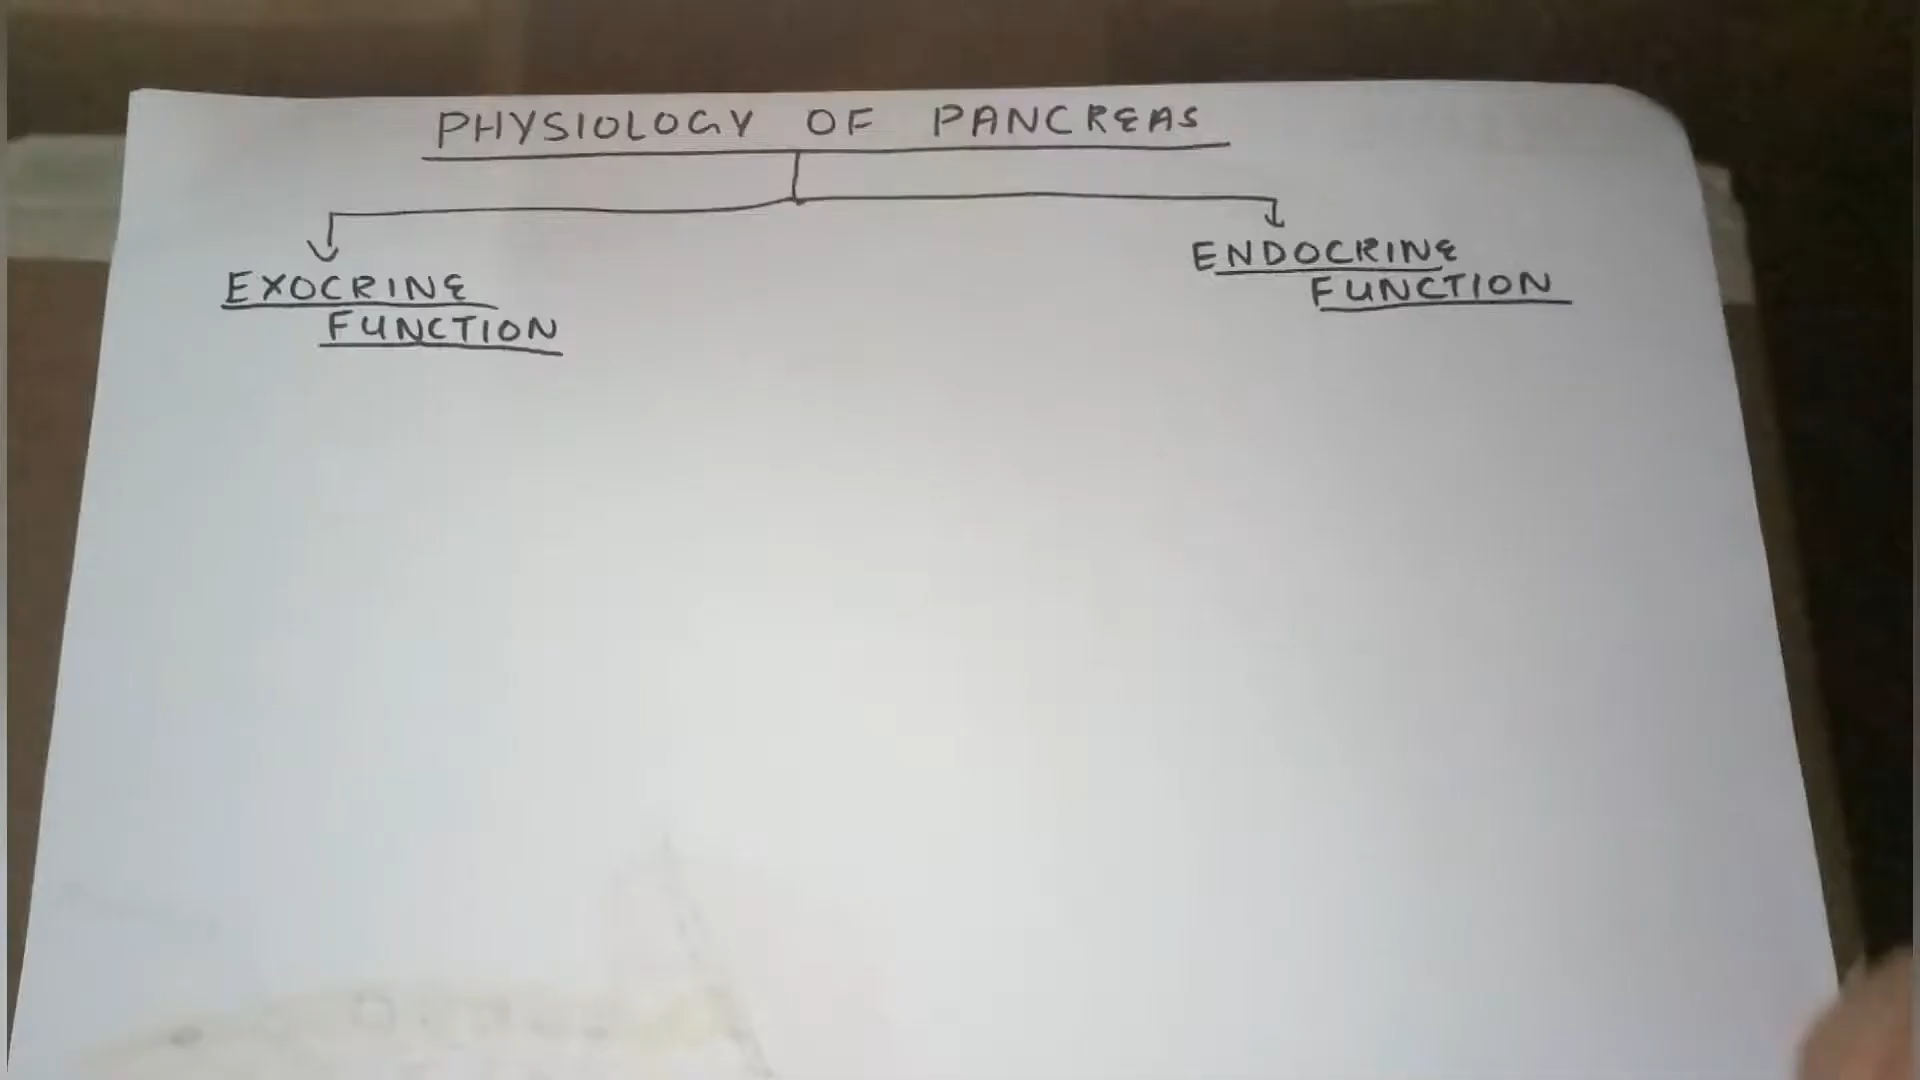 PHYSIOLOGY OF PANCREAS
EXOCRINE
FUNCTION
ENDOCRINE
FUNCTION